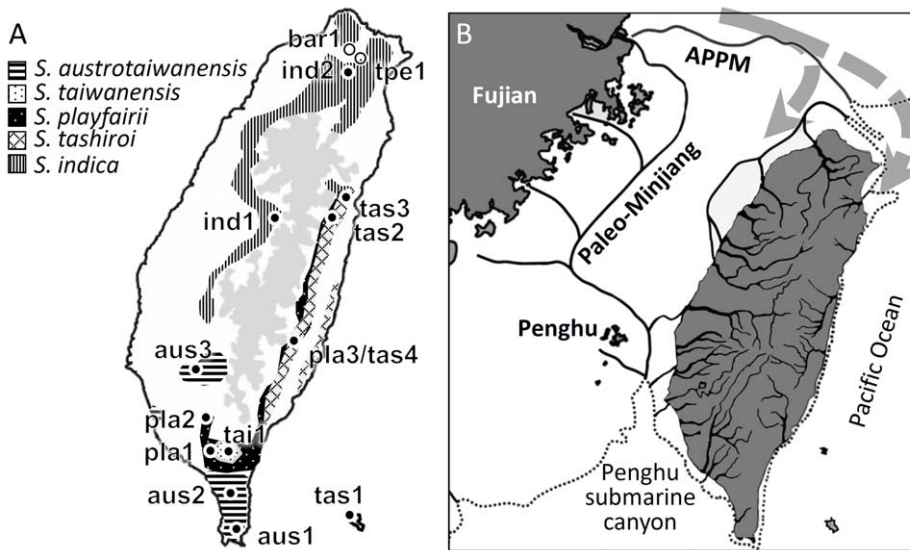 A
S. austrotaiwanensis
S. taiwanensis
S. playfairii
S. tashiroi
S. indica
bar1
ind2
tpe1
ind1
tas3
tas2
aus3
pla3/tas4
pla2
tai1
pla1
aus2
tas1
aus1
B
APPM
Fujian
Paleo-Minjiang
Penghu
Pacific Ocean
Penghu
submarine
canyon